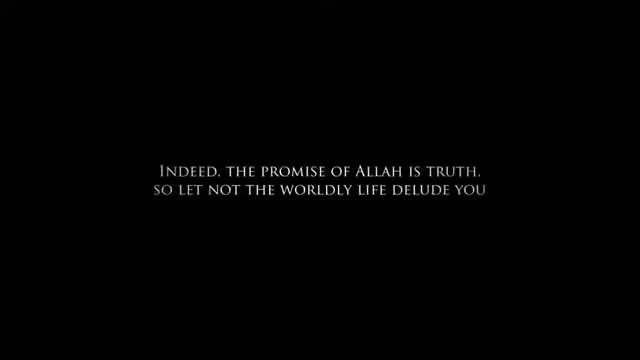 Indeed, the promise of Allah is truth,
so let not the worldly life delude you